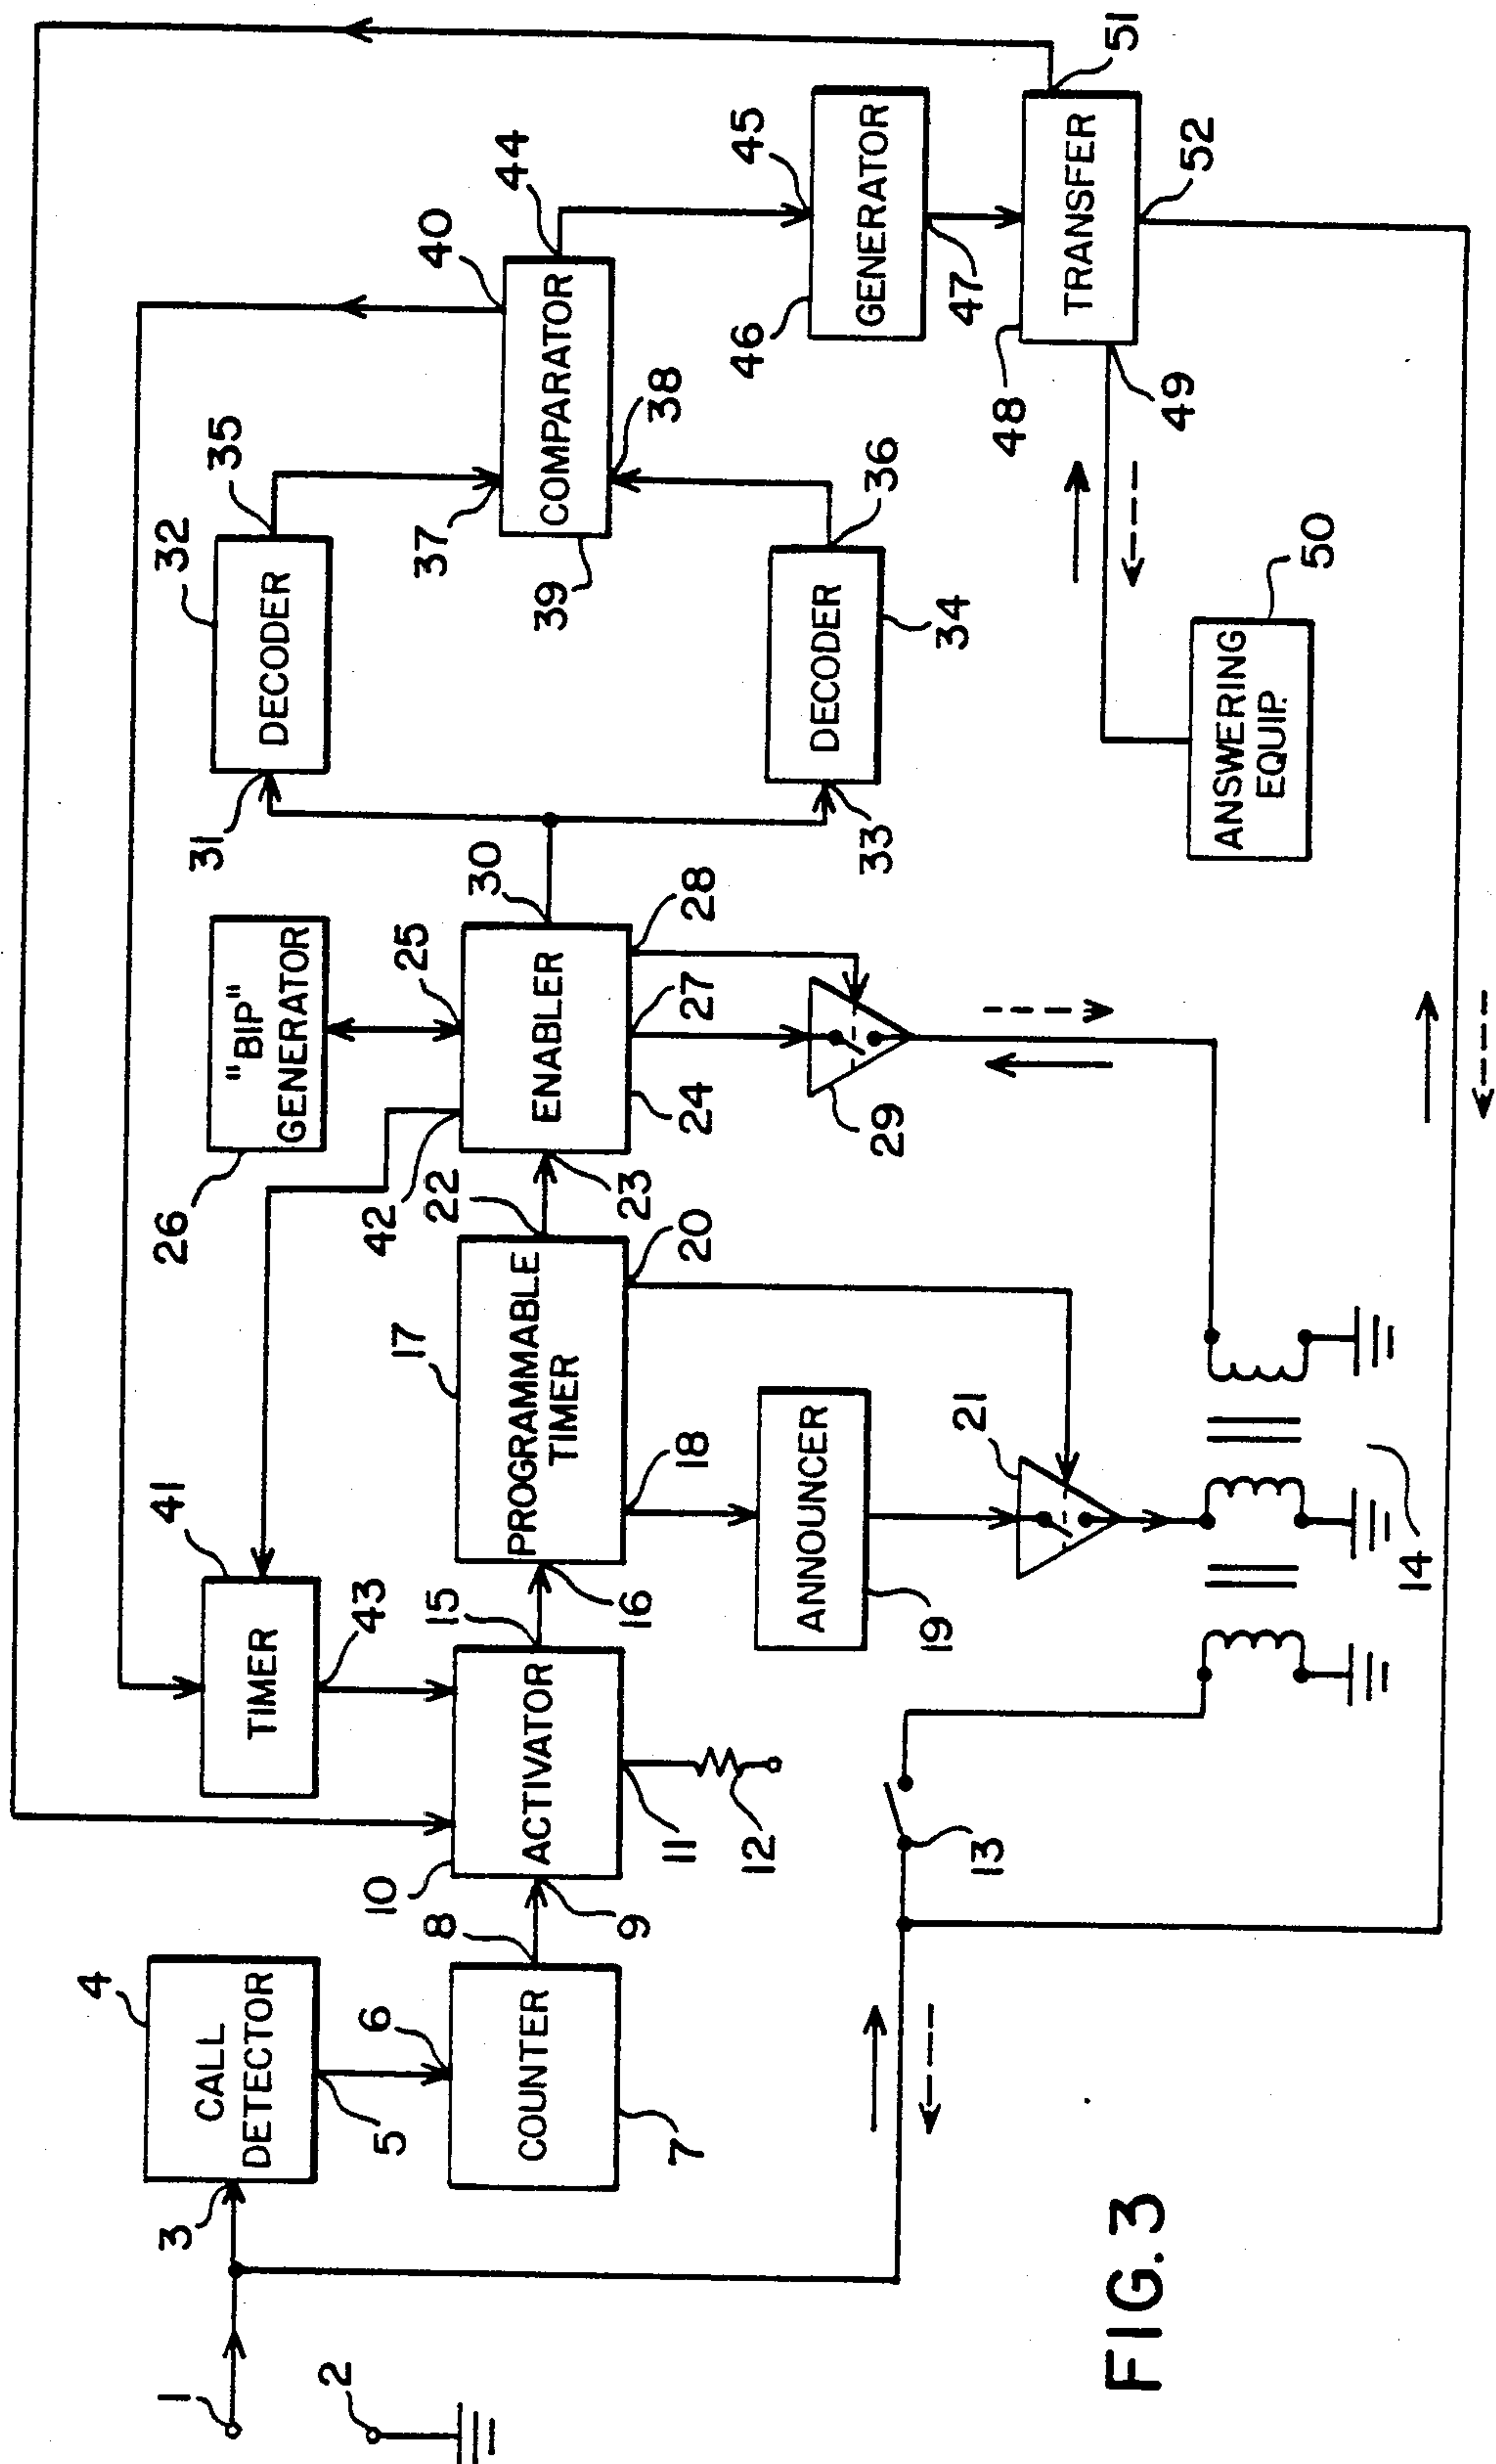 1
2
3
4
CALL
DETECTOR
5
6
COUNTER
7
8
9
10
ACTIVATOR
11
12
13
14
15
16
41
TIMER
43
17
PROGRAMMABLE
TIMER
18
ANNOUNCER
19
20
21
22
23
42
26
"BIP"
GENERATOR
25
ENABLER
24
27
28
29
30
31
32
DECODER
35
33
DECODER
34
36
37
38
COMPARATOR
39
40
44
45
46
GENERATOR
47
48
TRANSFER
49
51
52
ANSWERING
EQUIP.
50
FIG. 3